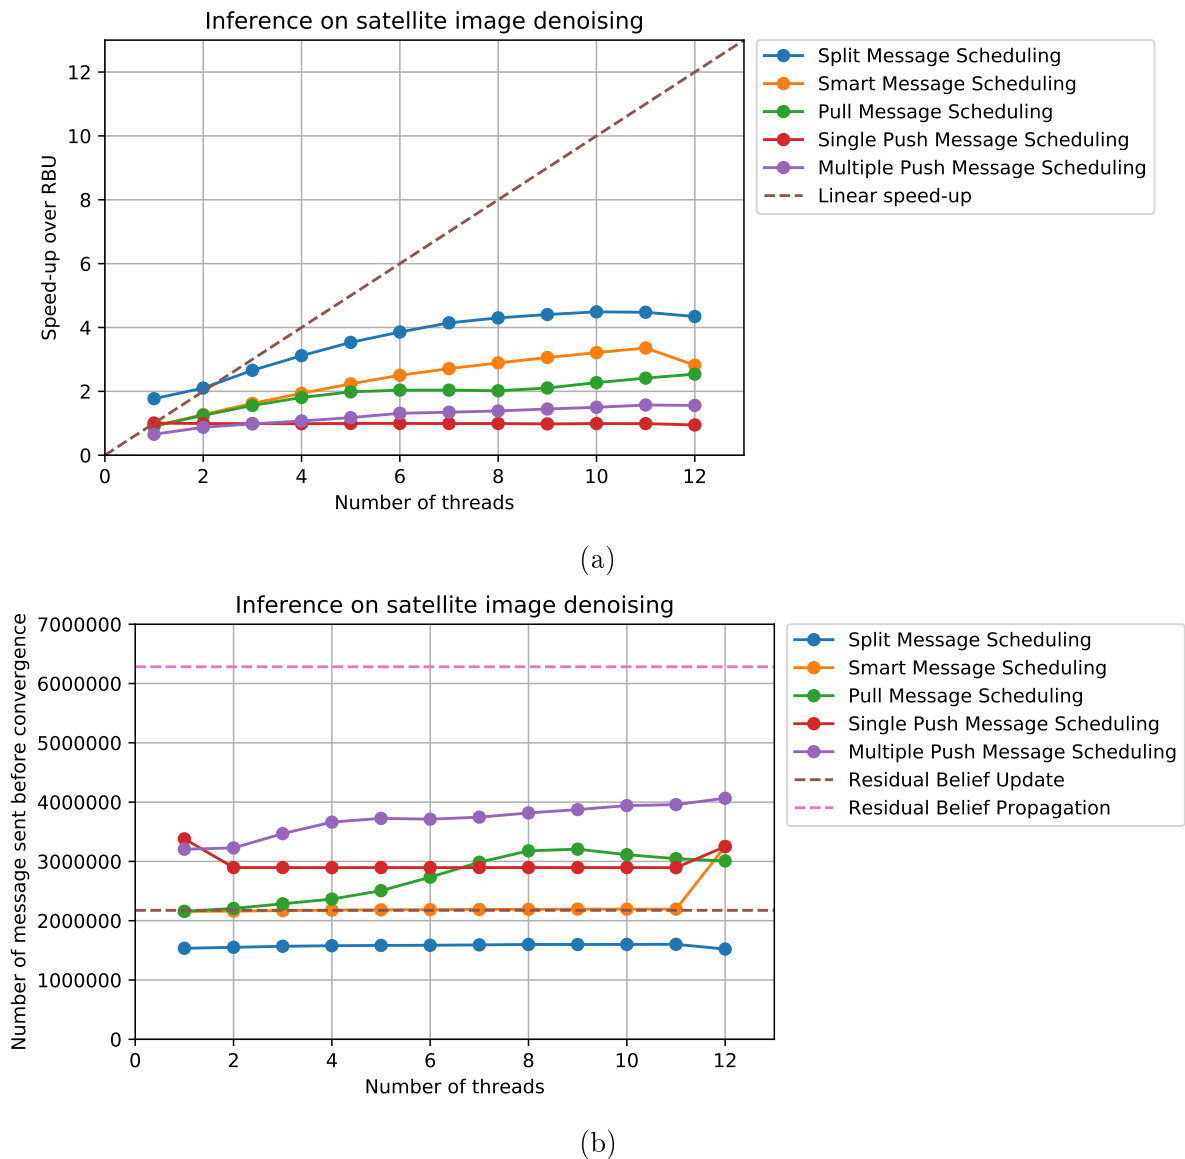 Inference on satellite image denoising
12
10
8
6
4
2
0
Speed-up over RBU
0 2 4 6 8 10 12
Number of threads
Split Message Scheduling
Smart Message Scheduling
Pull Message Scheduling
Single Push Message Scheduling
Multiple Push Message Scheduling
Linear speed-up
(a)
Inference on satellite image denoising
7000000
6000000
5000000
4000000
3000000
2000000
1000000
0
Number of message sent before convergence
0 2 4 6 8 10 12
Number of threads
Split Message Scheduling
Smart Message Scheduling
Pull Message Scheduling
Single Push Message Scheduling
Multiple Push Message Scheduling
Residual Belief Update
Residual Belief Propagation
(b)